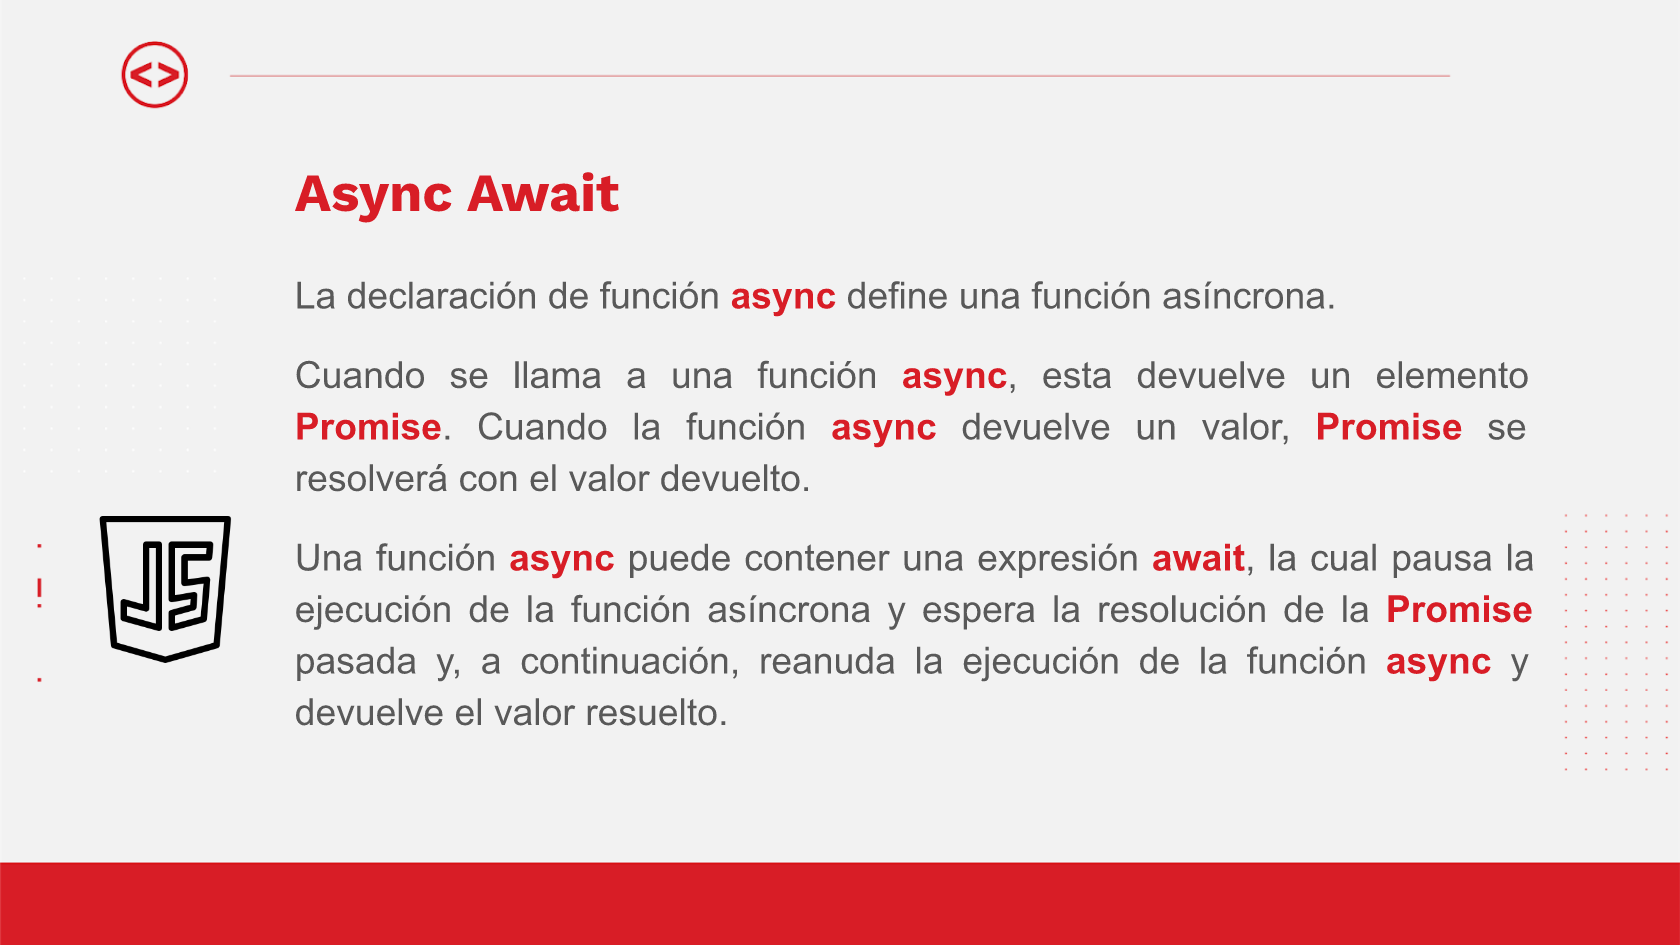 <>
Async Await
La declaración de función async define una función asíncrona.
Cuando se llama a una función async, esta devuelve un elemento
Promise. Cuando la función async devuelve un valor, Promise se
resolverá con el valor devuelto.
Una función async puede contener una expresión await, la cual pausa la
ejecución de la función asíncrona y espera la resolución de la Promise
pasada y, a continuación, reanuda la ejecución de la función async y
devuelve el valor resuelto.
JS